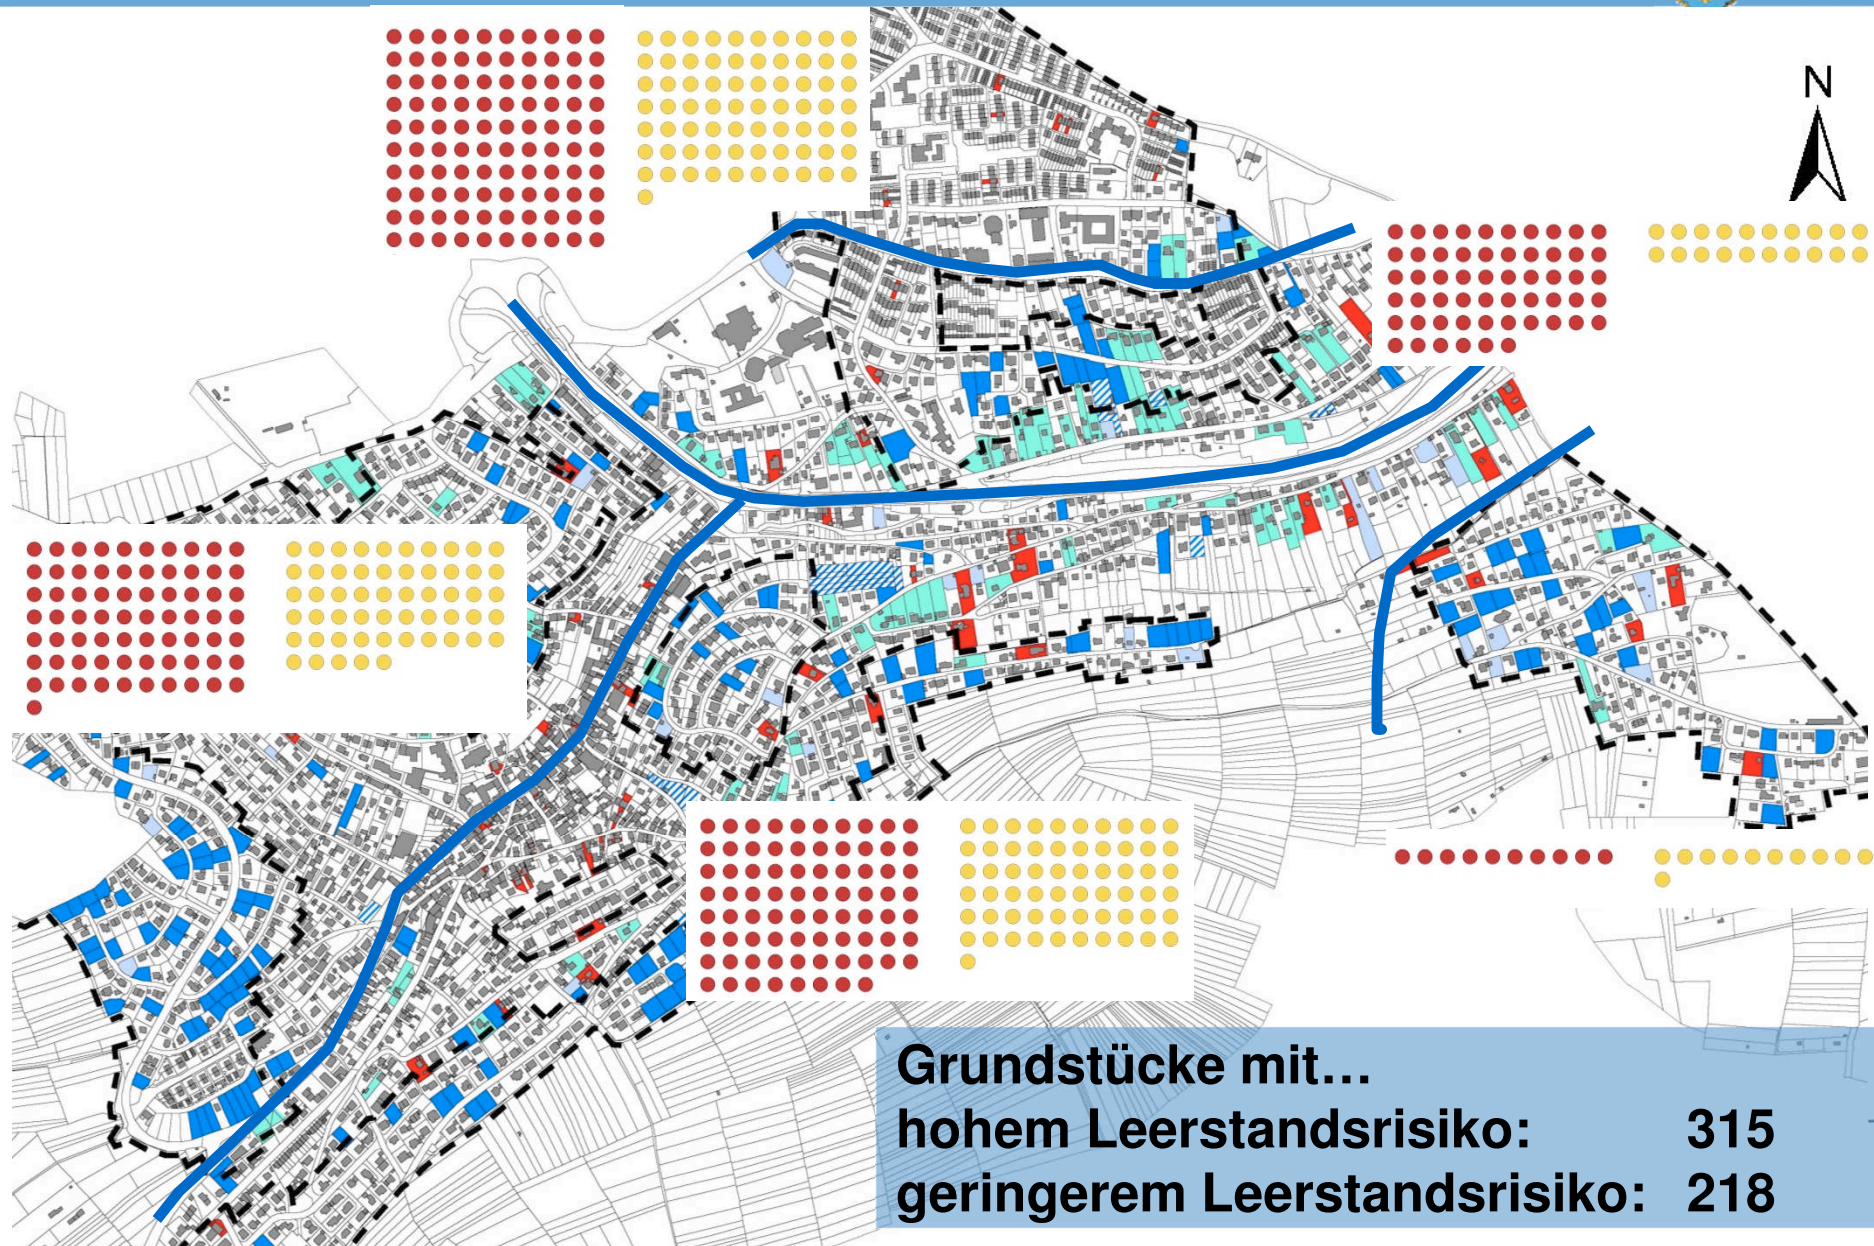 N
Grundstücke mit…
hohem Leerstandsrisiko: 315
geringerem Leerstandsrisiko: 218